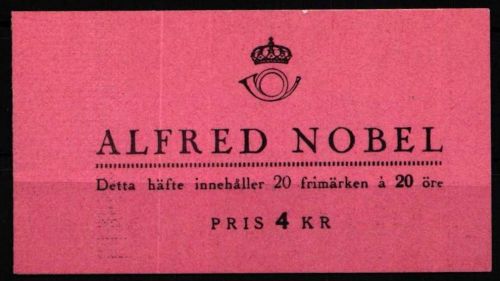 ALFRED NOBEL
Detta häfte innehåller 20 frimärken à 20 öre
PRIS 4 KR